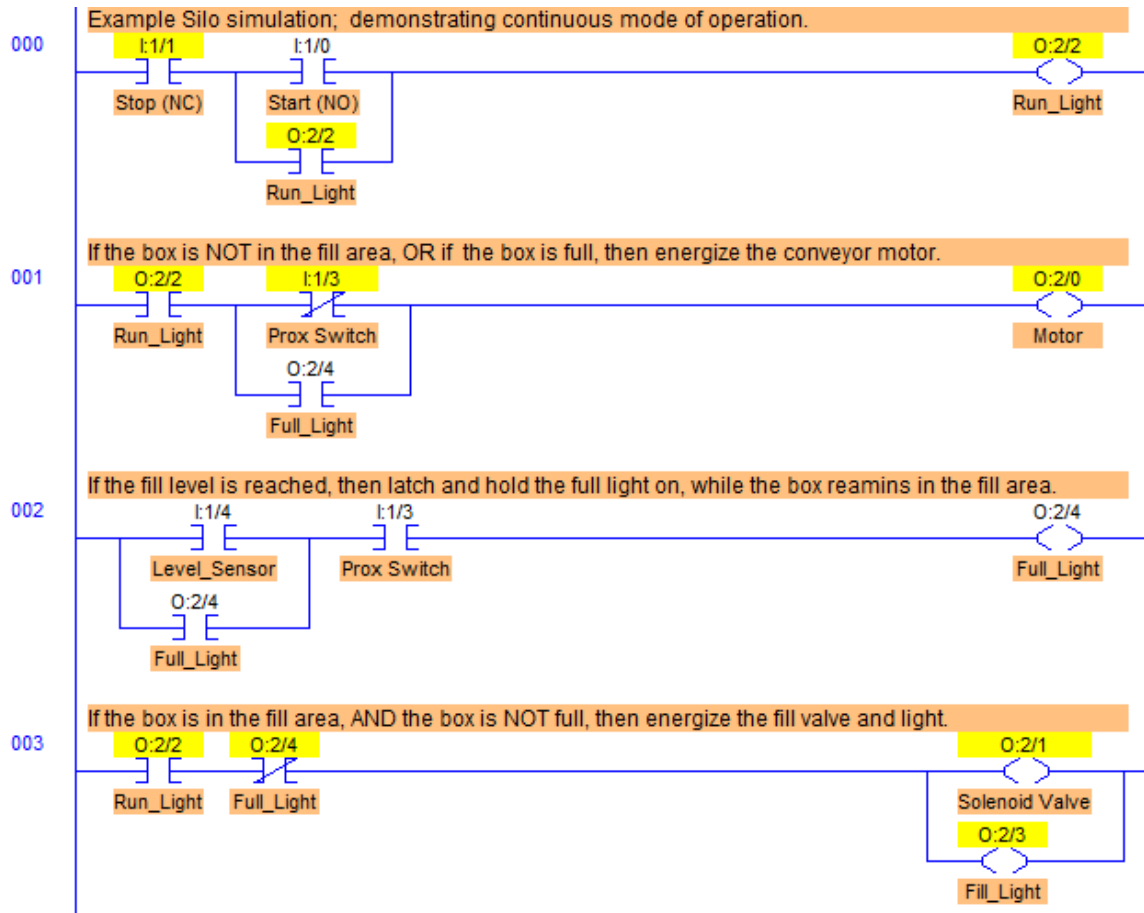 Example Silo simulation;  demonstrating continuous mode of operation.
000
I:1/1 I:1/0 O:2/2
Stop (NC) Start (NO) Run_Light
O:2/2
Run_Light
If the box is NOT in the fill area, OR if  the box is full, then energize the conveyor motor.
001
O:2/2 I:1/3 O:2/0
Run_Light Prox Switch Motor
O:2/4
Full_Light
If the fill level is reached, then latch and hold the full light on, while the box reamins in the fill area.
002
I:1/4 I:1/3 O:2/4
Level_Sensor Prox Switch Full_Light
O:2/4
Full_Light
If the box is in the fill area, AND the box is NOT full, then energize the fill valve and light.
003
O:2/2 O:2/4 O:2/1
Run_Light Full_Light Solenoid Valve
O:2/3
Fill_Light